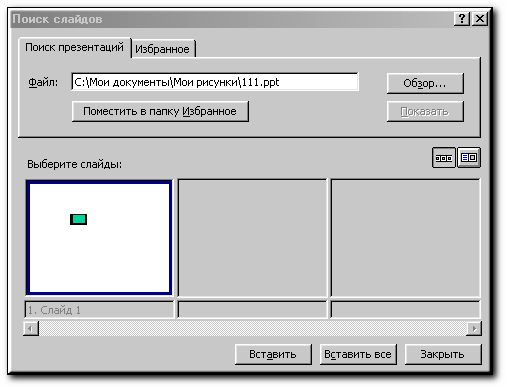 Поиск слайдов
Поиск презентаций
Избранное
Файл:
C:\Мои документы\Мои рисунки\111.ppt
Обзор...
Поместить в папку Избранное
Показать
Выберите слайды:
1. Слайд 1
Вставить
Вставить все
Закрыть